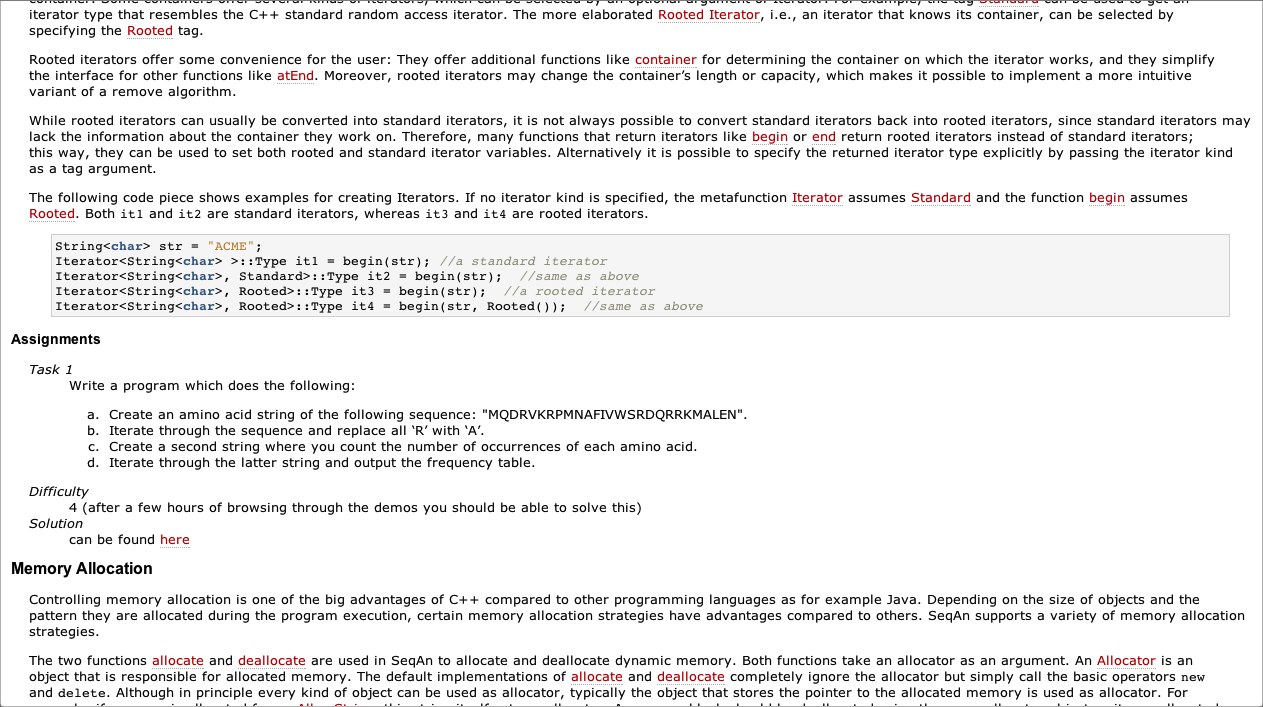 iterator type that resembles the C++ standard random access iterator. The more elaborated Rooted Iterator, i.e., an iterator that knows its container, can be selected by
specifying the Rooted tag.
Rooted iterators offer some convenience for the user: They offer additional functions like container for determining the container on which the iterator works, and they simplify
the interface for other functions like atEnd. Moreover, rooted iterators may change the container’s length or capacity, which makes it possible to implement a more intuitive
variant of a remove algorithm.
While rooted iterators can usually be converted into standard iterators, it is not always possible to convert standard iterators back into rooted iterators, since standard iterators may
lack the information about the container they work on. Therefore, many functions that return iterators like begin or end return rooted iterators instead of standard iterators;
this way, they can be used to set both rooted and standard iterator variables. Alternatively it is possible to specify the returned iterator type explicitly by passing the iterator kind
as a tag argument.
The following code piece shows examples for creating Iterators. If no iterator kind is specified, the metafunction Iterator assumes Standard and the function begin assumes
Rooted. Both it1 and it2 are standard iterators, whereas it3 and it4 are rooted iterators.
String<char> str = "ACME";
Iterator<String<char> >::Type it1 = begin(str); //a standard iterator
Iterator<String<char>, Standard>::Type it2 = begin(str);  //same as above
Iterator<String<char>, Rooted>::Type it3 = begin(str);  //a rooted iterator
Iterator<String<char>, Rooted>::Type it4 = begin(str, Rooted());  //same as above
Assignments
Task 1
Write a program which does the following:
a. Create an amino acid string of the following sequence: "MQDRVKRPMNAFIVWSRDQRRKMALEN".
b. Iterate through the sequence and replace all ‘R’ with ‘A’.
c. Create a second string where you count the number of occurrences of each amino acid.
d. Iterate through the latter string and output the frequency table.
Difficulty
4 (after a few hours of browsing through the demos you should be able to solve this)
Solution
can be found here
Memory Allocation
Controlling memory allocation is one of the big advantages of C++ compared to other programming languages as for example Java. Depending on the size of objects and the
pattern they are allocated during the program execution, certain memory allocation strategies have advantages compared to others. SeqAn supports a variety of memory allocation
strategies.
The two functions allocate and deallocate are used in SeqAn to allocate and deallocate dynamic memory. Both functions take an allocator as an argument. An Allocator is an
object that is responsible for allocated memory. The default implementations of allocate and deallocate completely ignore the allocator but simply call the basic operators new
and delete. Although in principle every kind of object can be used as allocator, typically the object that stores the pointer to the allocated memory is used as allocator. For